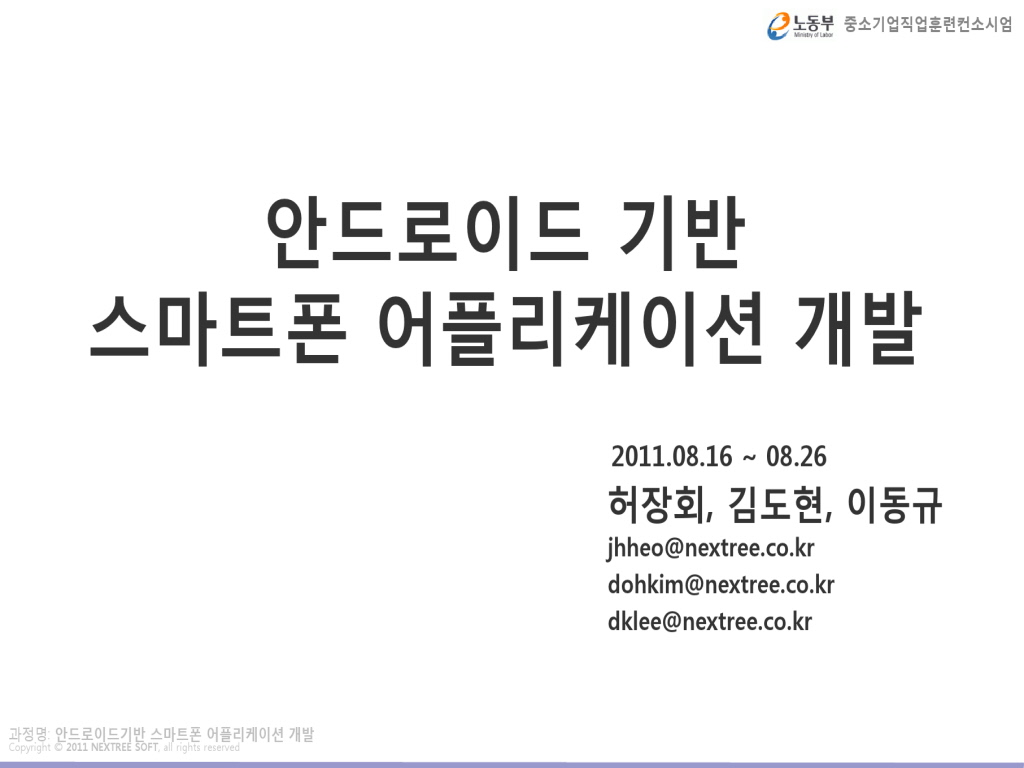 노동부 중소기업직업훈련컨소시엄
Ministry of Labor
안드로이드 기반
스마트폰 어플리케이션 개발
2011.08.16 ~ 08.26
허장회, 김도현, 이동규
jhheo@nextree.co.kr
dohkim@nextree.co.kr
dklee@nextree.co.kr
과정명: 안드로이드기반 스마트폰 어플리케이션 개발
Copyright © 2011 NEXTREE SOFT, all rights reserved